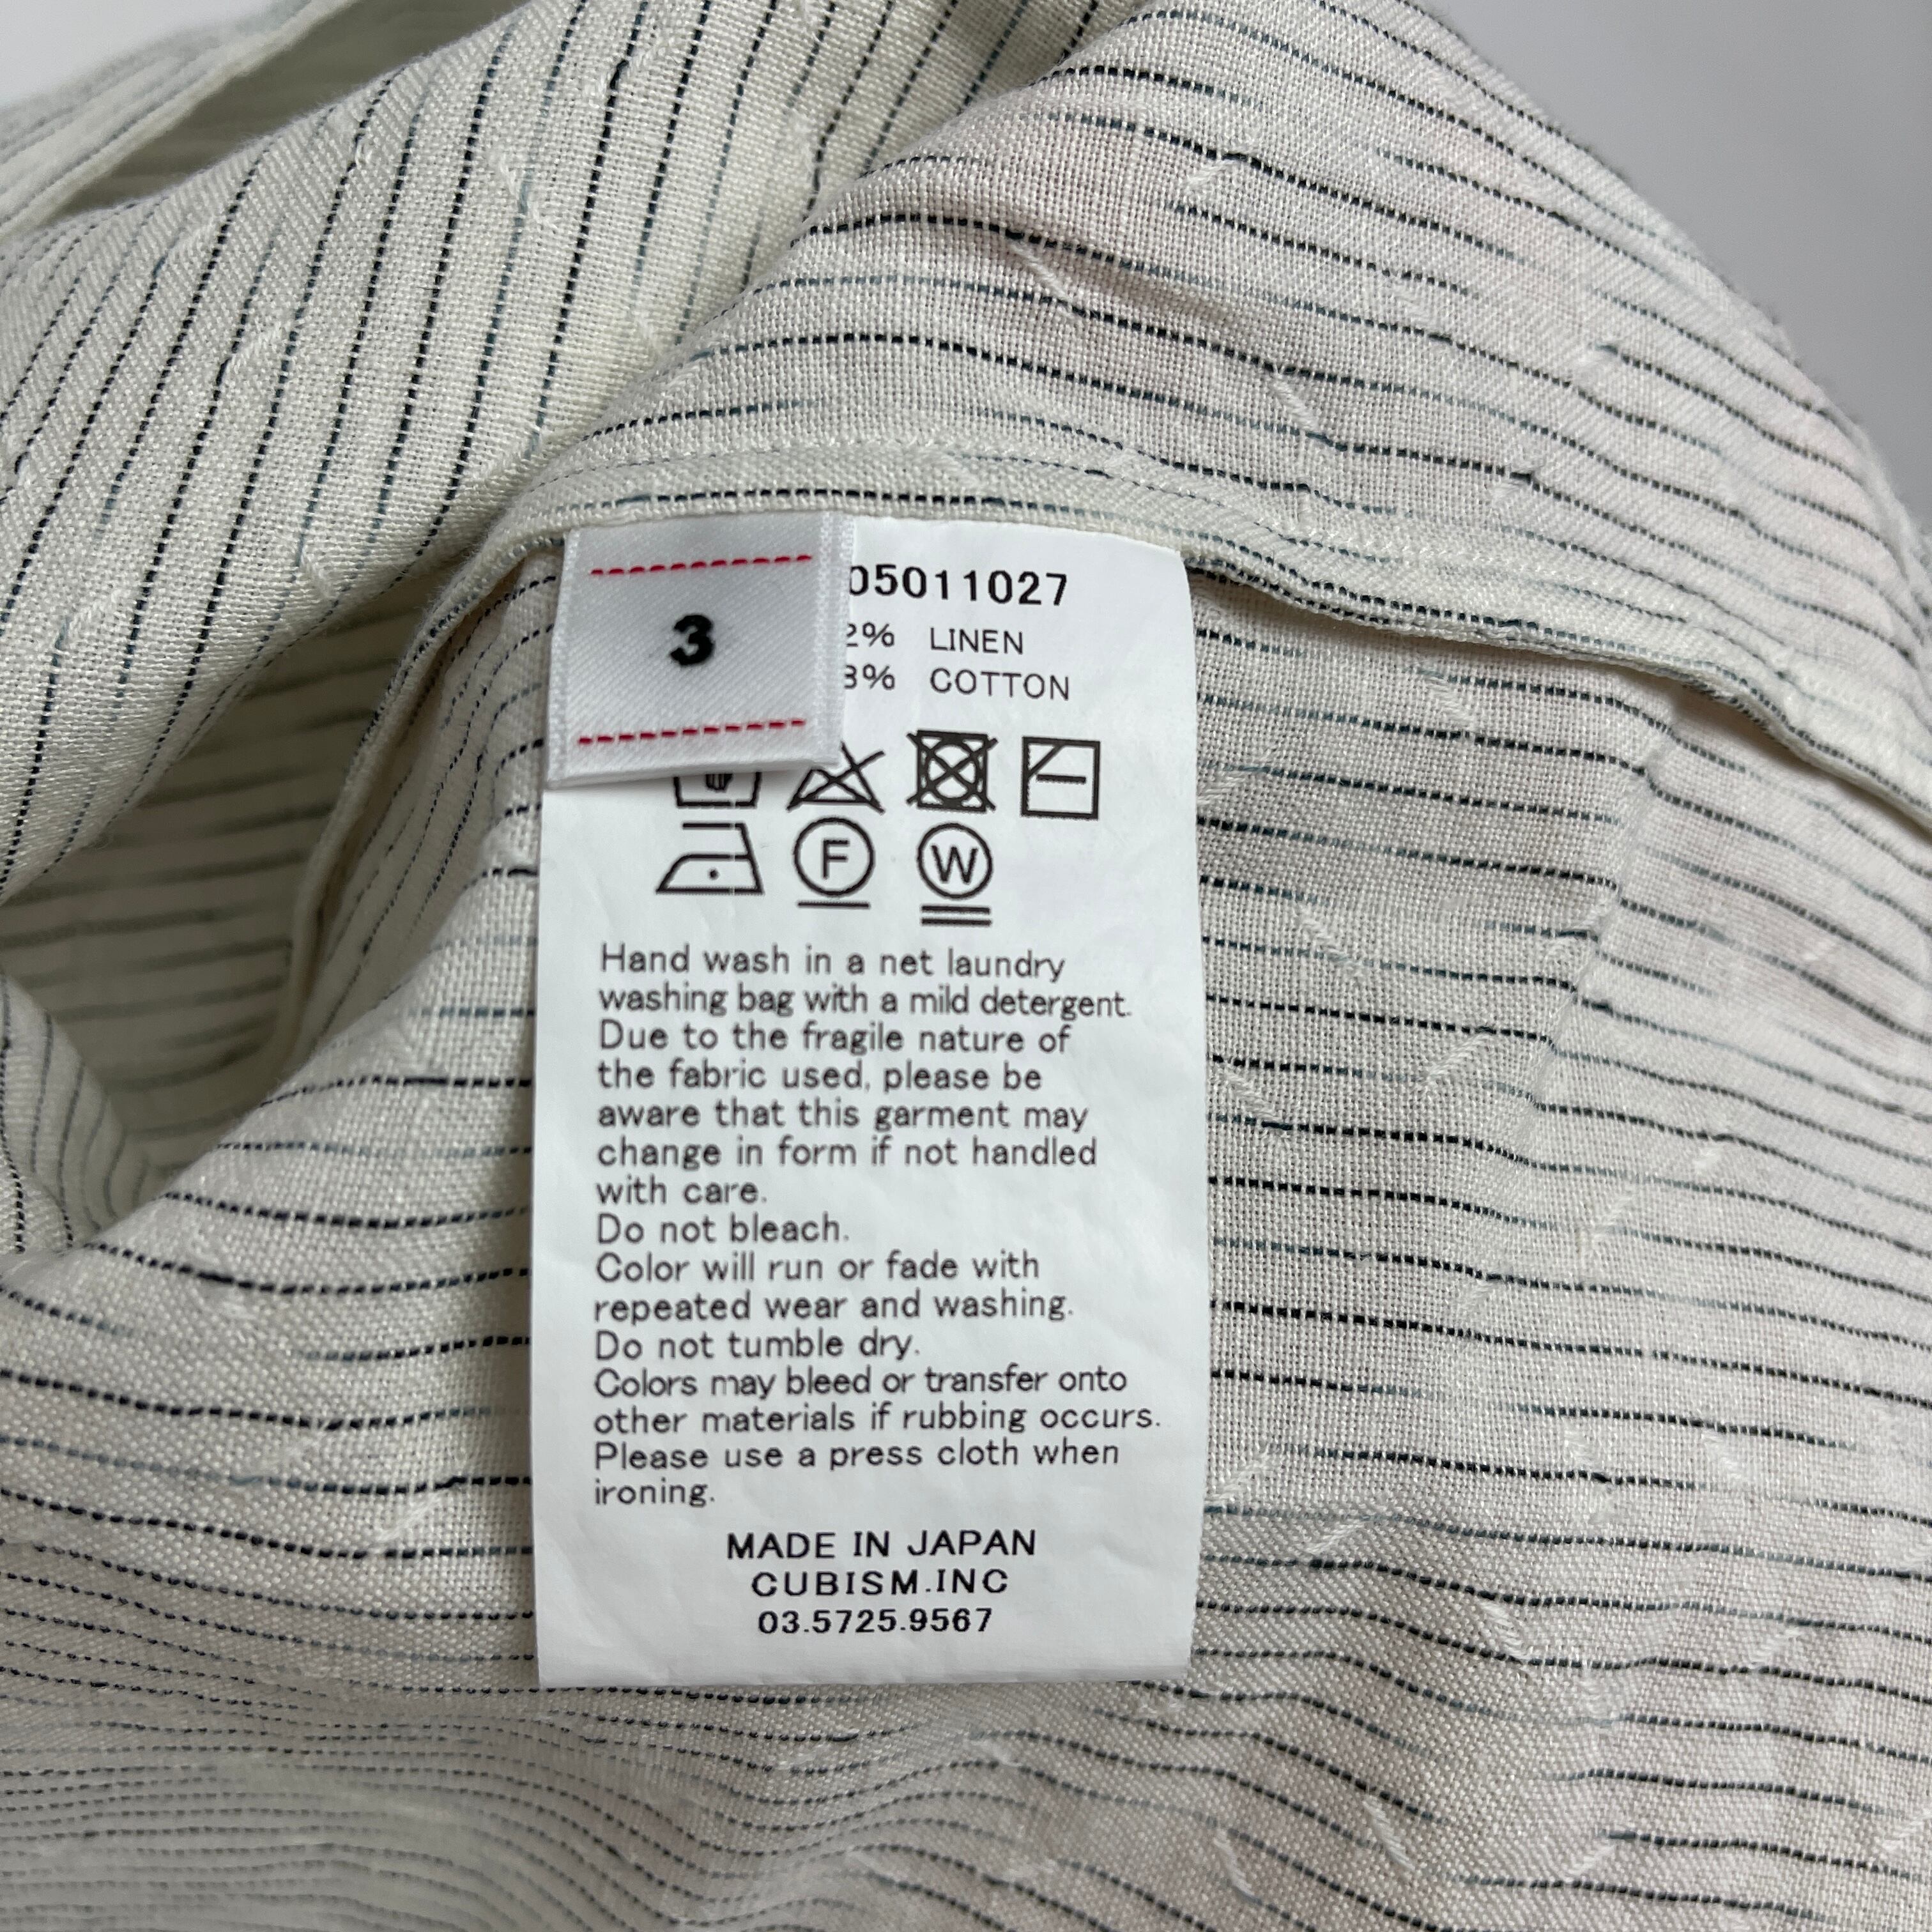 3
05011027
2% LINEN
3% COTTON
F W
Hand wash in a net laundry
washing bag with a mild detergent.
Due to the fragile nature of
the fabric used, please be
aware that this garment may
change in form if not handled
with care.
Do not bleach.
Color will run or fade with
repeated wear and washing.
Do not tumble dry.
Colors may bleed or transfer onto
other materials if rubbing occurs.
Please use a press cloth when
ironing.
MADE IN JAPAN
CUBISM.INC
03.5725.9567